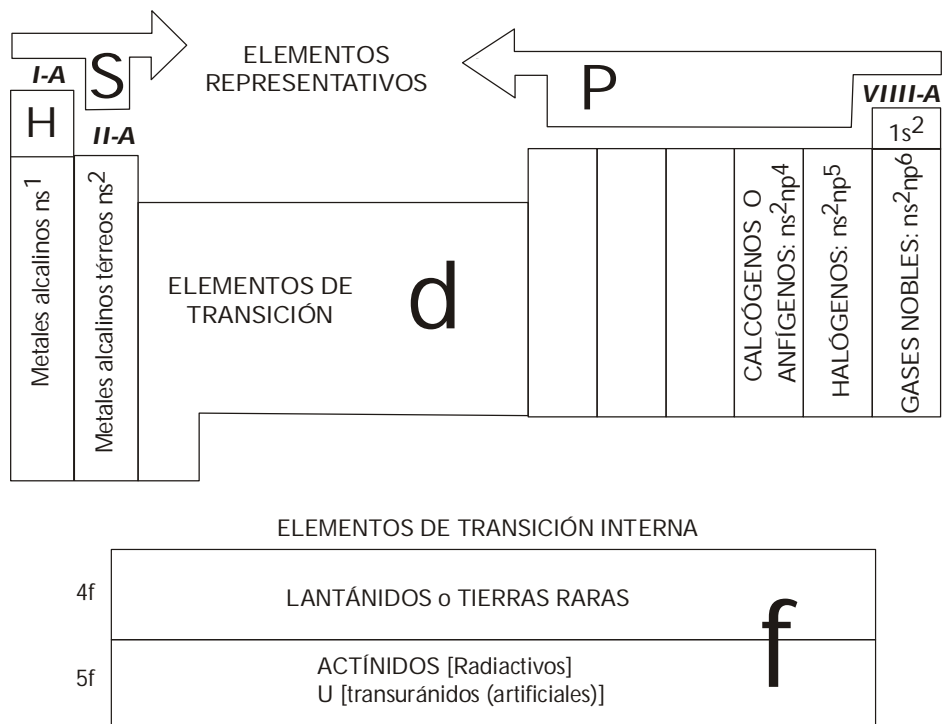 ELEMENTOS
REPRESENTATIVOS
I-A
S
P
VIIII-A
H
II-A
1s²
Metales alcalinos ns¹
Metales alcalinos térreos ns²
ELEMENTOS DE
TRANSICIÓN
d
CALCÓGENOS O
ANFÍGENOS: ns²np⁴
HALÓGENOS: ns²np⁵
GASES NOBLES: ns²np⁶
ELEMENTOS DE TRANSICIÓN INTERNA
4f
LANTÁNIDOS o TIERRAS RARAS
f
5f
ACTÍNIDOS [Radiactivos]
U [transuránidos (artificiales)]